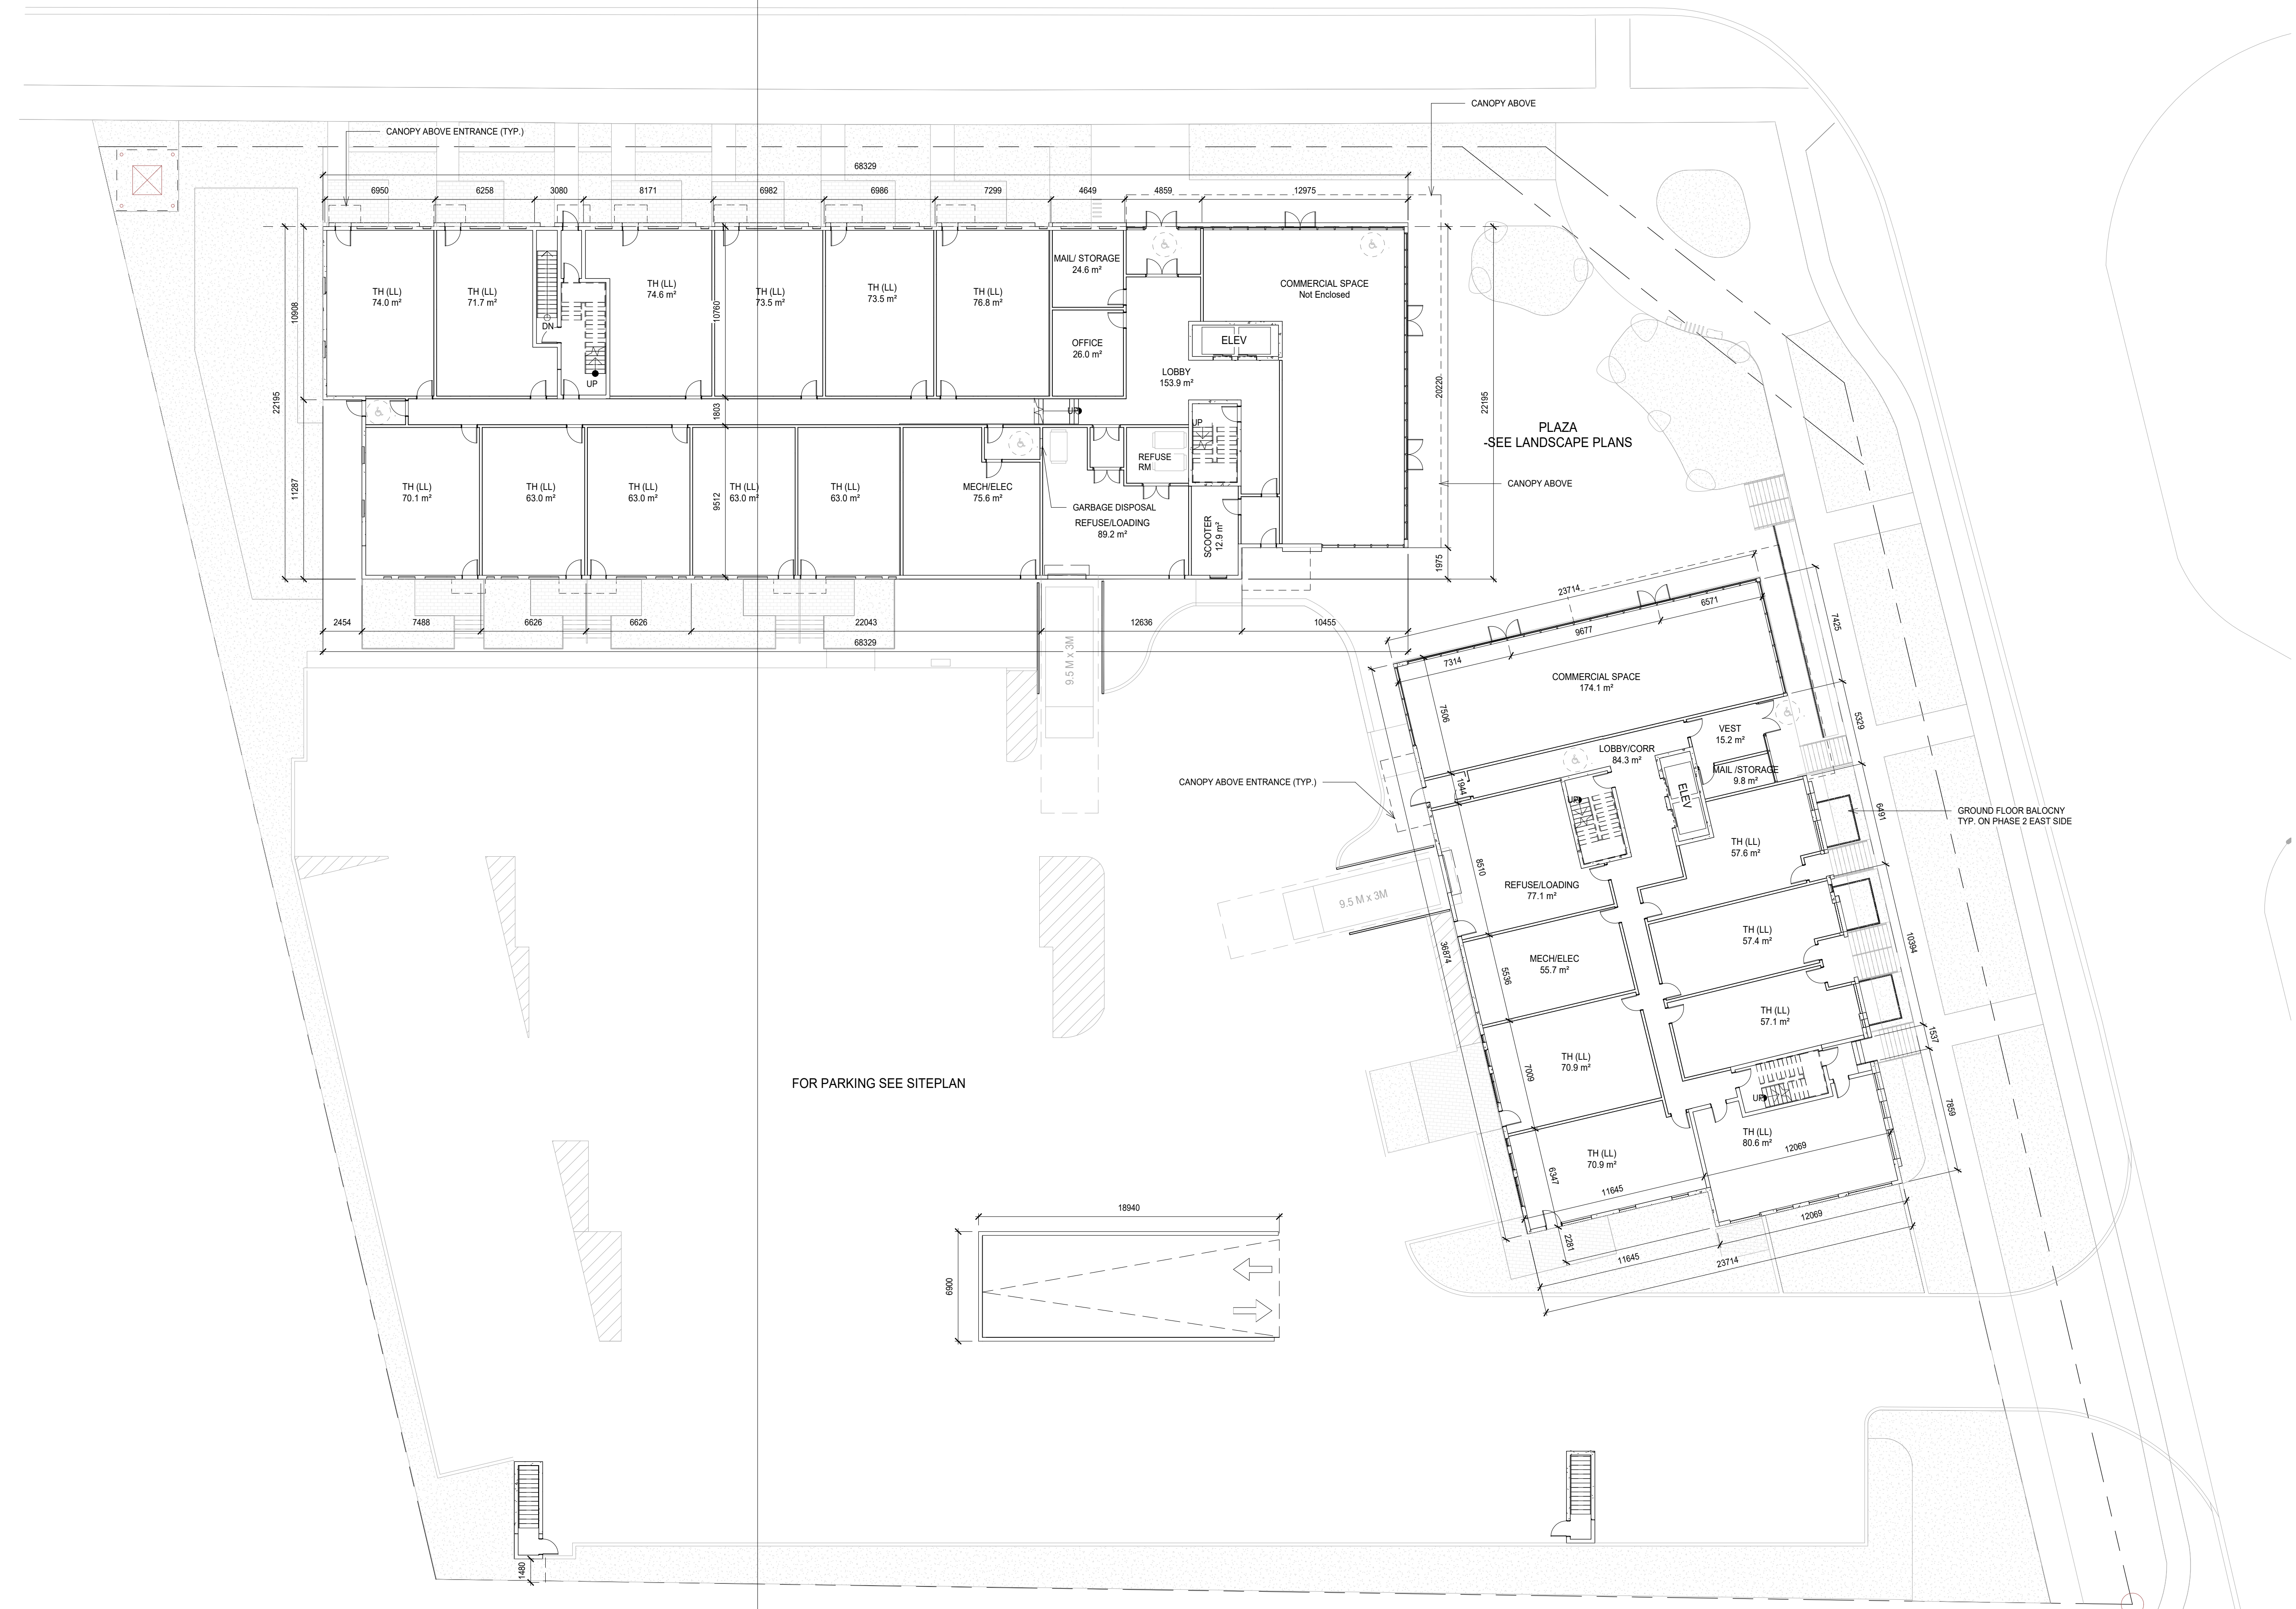 CANOPY ABOVE
CANOPY ABOVE ENTRANCE (TYP.)
68329
6950
6258
3080
8171
6982
6986
7299
4649
4859
12975
MAIL/ STORAGE
24.6 m²
COMMERCIAL SPACE
Not Enclosed
TH (LL)
74.0 m²
TH (LL)
71.7 m²
TH (LL)
74.6 m²
TH (LL)
73.5 m²
TH (LL)
73.5 m²
TH (LL)
76.8 m²
10908
10760
DN
UP
OFFICE
26.0 m²
ELEV
LOBBY
153.9 m²
22195
1803
UP
UP
20220
22195
PLAZA
-SEE LANDSCAPE PLANS
11287
TH (LL)
70.1 m²
TH (LL)
63.0 m²
TH (LL)
63.0 m²
TH (LL)
63.0 m²
TH (LL)
63.0 m²
9512
MECH/ELEC
75.6 m²
REFUSE
RM
GARBAGE DISPOSAL
REFUSE/LOADING
89.2 m²
SCOOTER
12.9 m²
CANOPY ABOVE
1975
2454
7488
6626
6626
22043
12636
10455
68329
9.5 M x 3M
23714
6571
9677
7314
7425
COMMERCIAL SPACE
174.1 m²
7506
5329
VEST
15.2 m²
LOBBY/CORR
84.3 m²
MAIL /STORAGE
9.8 m²
CANOPY ABOVE ENTRANCE (TYP.)
1944
UP
ELEV
6491
GROUND FLOOR BALOCNY
TYP. ON PHASE 2 EAST SIDE
TH (LL)
57.6 m²
8510
REFUSE/LOADING
77.1 m²
9.5 M x 3M
TH (LL)
57.4 m²
10394
36874
MECH/ELEC
55.7 m²
5536
TH (LL)
57.1 m²
1537
TH (LL)
70.9 m²
7009
FOR PARKING SEE SITEPLAN
UP
7859
TH (LL)
80.6 m²
12069
TH (LL)
70.9 m²
6347
11645
12069
2281
11645
23714
18940
6900
1480